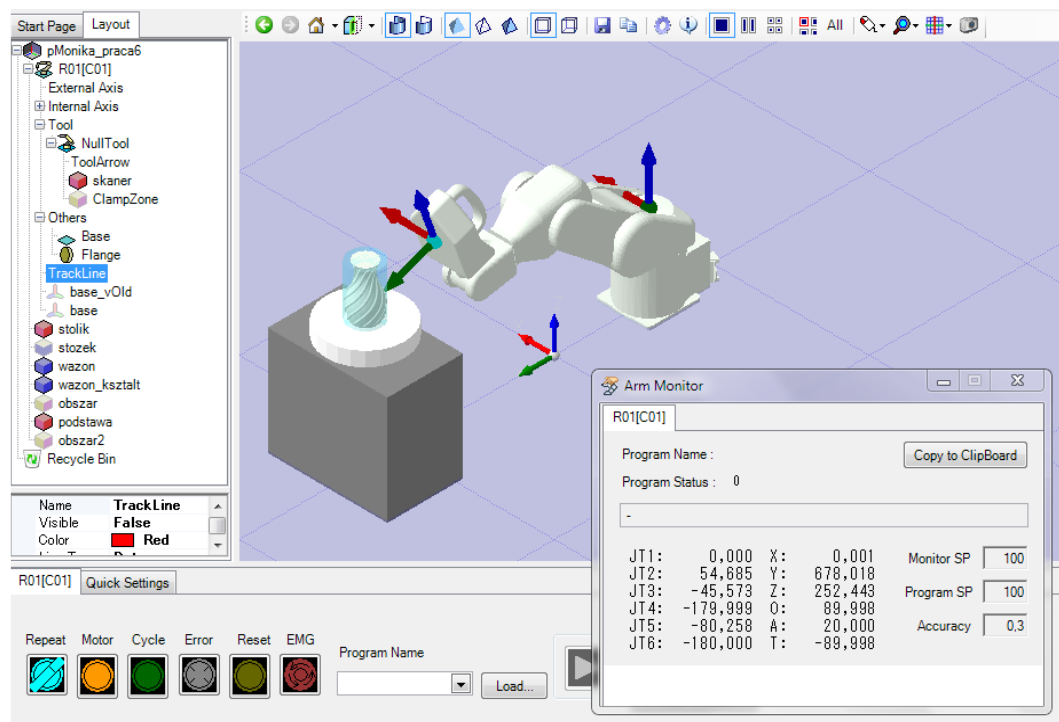 Start Page Layout
All
pMonika_praca6
R01[C01]
External Axis
Internal Axis
Tool
NullTool
ToolArrow
skaner
ClampZone
Others
Base
Flange
TrackLine
base_vOld
base
stolik
stozek
wazon
wazon_ksztalt
obszar
podstawa
obszar2
Recycle Bin
Name TrackLine
Visible False
Color Red
R01[C01] Quick Settings
Repeat Motor Cycle Error Reset EMG
Program Name
Load...
Arm Monitor
R01[C01]
Program Name : Copy to ClipBoard
Program Status : 0
-
JT1: 0,000 X: 0,001 Monitor SP 100
JT2: 54,685 Y: 678,018
JT3: -45,573 Z: 252,443 Program SP 100
JT4: -179,999 O: 89,998
JT5: -80,258 A: 20,000 Accuracy 0,3
JT6: -180,000 T: -89,998